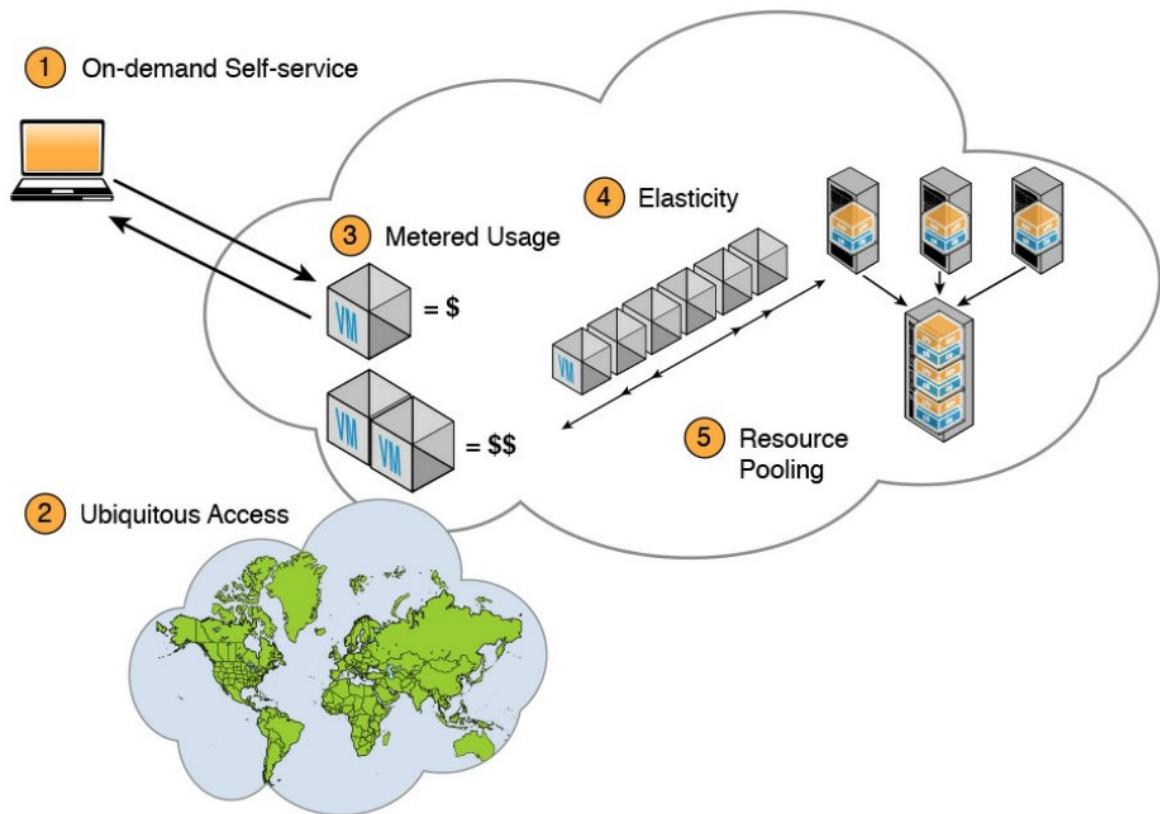 1 On-demand Self-service
4 Elasticity
3 Metered Usage
VM = $
VM
VM VM = $$
5 Resource
Pooling
2 Ubiquitous Access